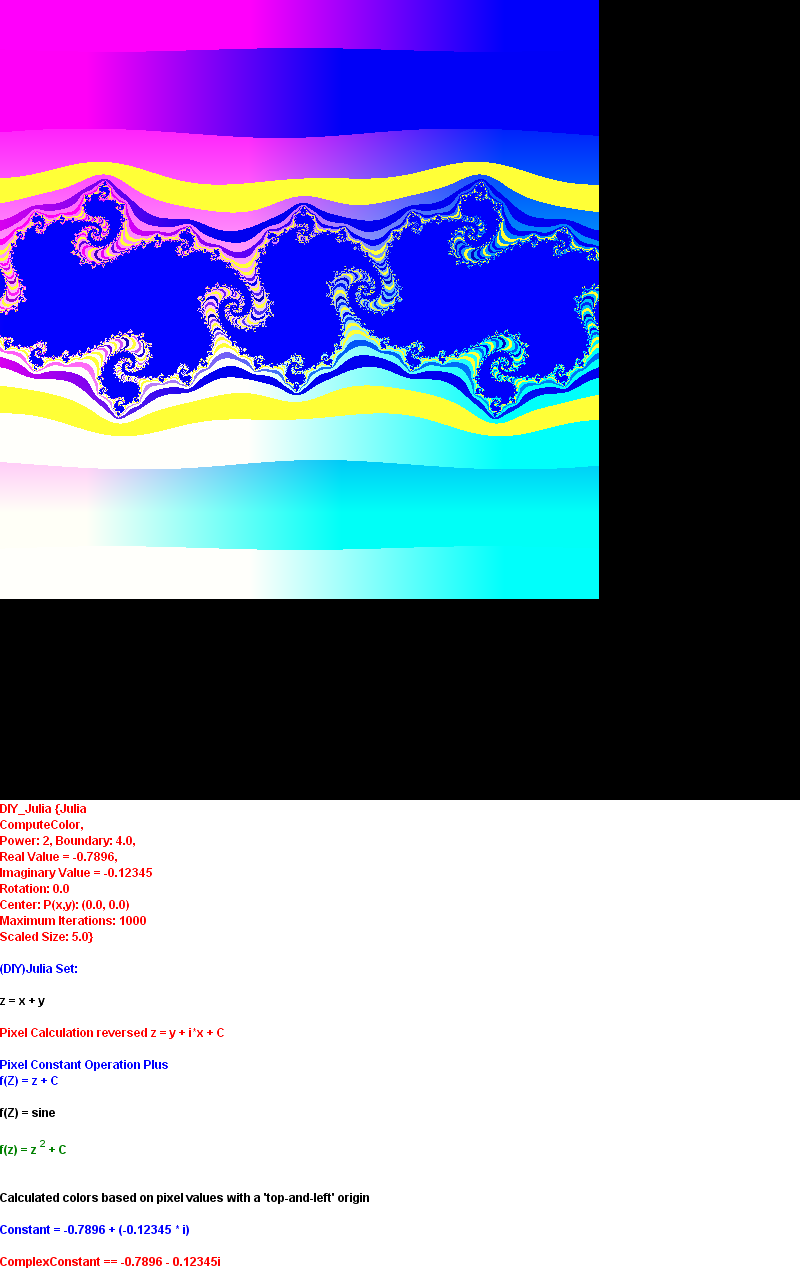 DIY_Julia {Julia
ComputeColor,
Power: 2, Boundary: 4.0,
Real Value = -0.7896,
Imaginary Value = -0.12345
Rotation: 0.0
Center: P(x,y): (0.0, 0.0)
Maximum Iterations: 1000
Scaled Size: 5.0}
(DIY)Julia Set:
z = x + y
Pixel Calculation reversed z = y + i*x + C
Pixel Constant Operation Plus
f(Z) = z + C
f(Z) = sine
f(z) = z ² + C
Calculated colors based on pixel values with a 'top-and-left' origin
Constant = -0.7896 + (-0.12345 * i)
ComplexConstant == -0.7896 - 0.12345i